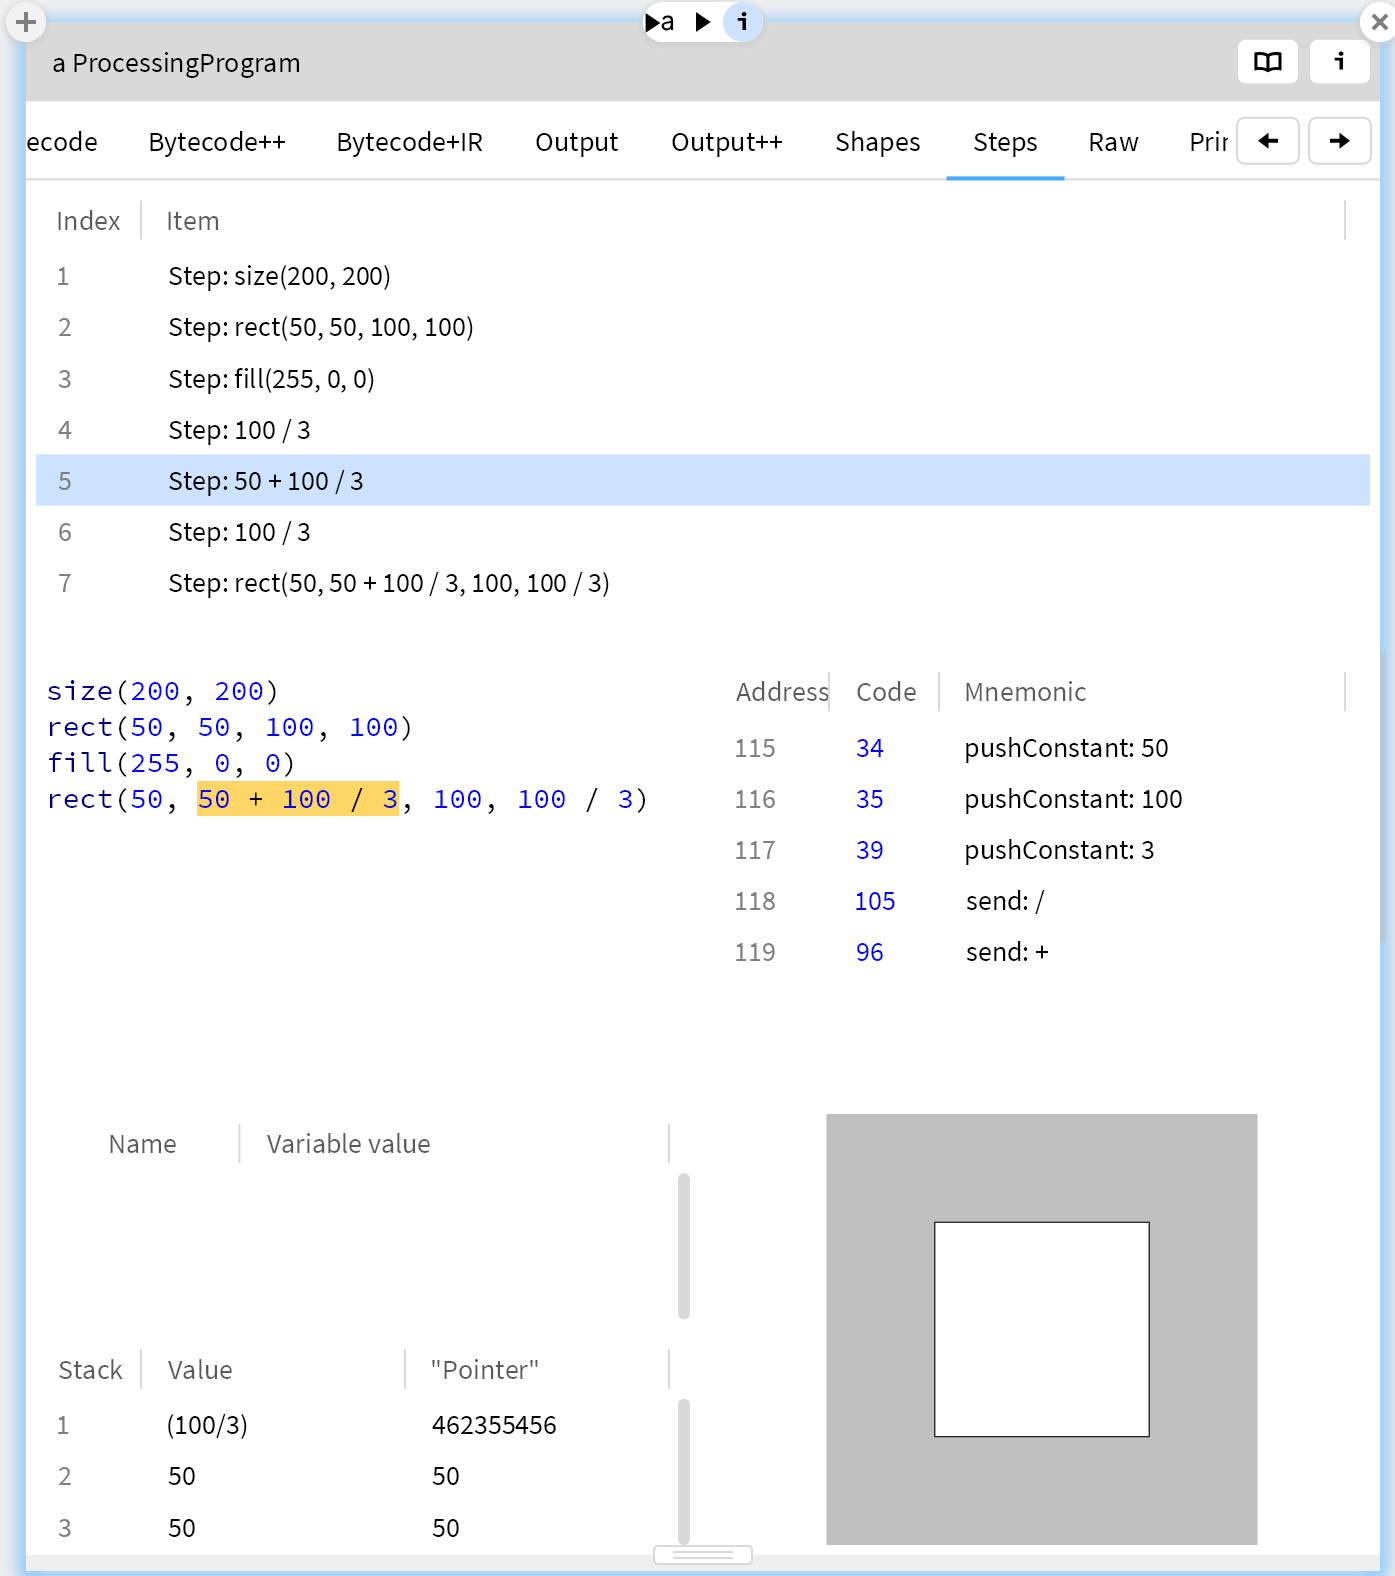 a i
a ProcessingProgram i
ecode Bytecode++ Bytecode+IR Output Output++ Shapes Steps Raw Prir
Index Item
1 Step: size(200, 200)
2 Step: rect(50, 50, 100, 100)
3 Step: fill(255, 0, 0)
4 Step: 100 / 3
5 Step: 50 + 100 / 3
6 Step: 100 / 3
7 Step: rect(50, 50 + 100 / 3, 100, 100 / 3)
size(200, 200)
rect(50, 50, 100, 100)
fill(255, 0, 0)
rect(50, 50 + 100 / 3, 100, 100 / 3)
Address Code Mnemonic
115 34 pushConstant: 50
116 35 pushConstant: 100
117 39 pushConstant: 3
118 105 send: /
119 96 send: +
Name Variable value
Stack Value "Pointer"
1 (100/3) 462355456
2 50 50
3 50 50